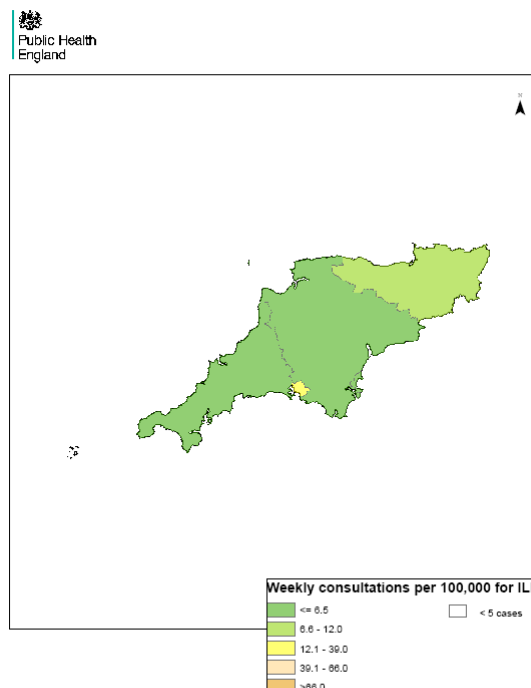 Public Health
England
N
Weekly consultations per 100,000 for IL
<= 6.5
< 5 cases
6.6 - 12.0
12.1 - 39.0
39.1 - 66.0
>66.0